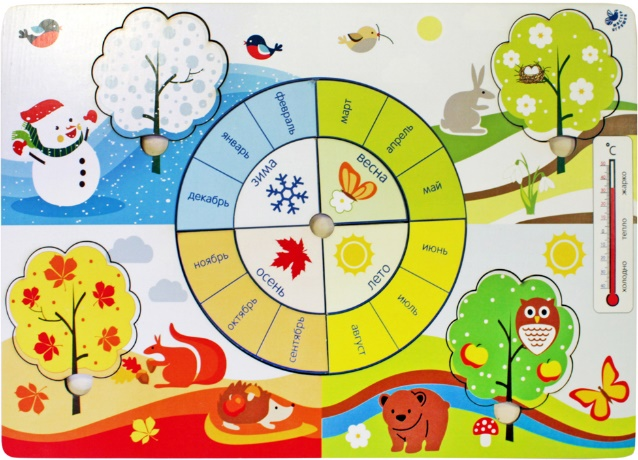 февраль
март
январь
апрель
зима
весна
декабрь
май
ноябрь
июнь
осень
лето
октябрь
июль
сентябрь
август
°C
жарко
тепло
холодно